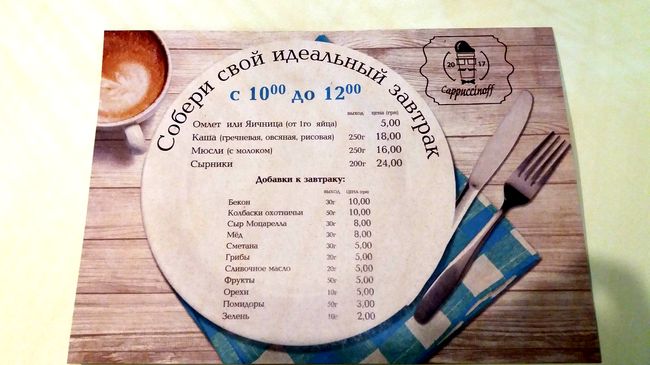 Собери свой идеальный завтрак
с 10⁰⁰ до 12⁰⁰
20 17
Cappuccinoff
выход цена (грн)
Омлет или Яичница (от 1го яйца) 5,00
Каша (гречневая, овсяная, рисовая) 250г 18,00
Мюсли (с молоком) 250г 16,00
Сырники 200г 24,00
Добавки к завтраку:
выход цена (грн)
Бекон 30г 10,00
Колбаски охотничьи 50г 10,00
Сыр Моцарелла 30г 8,00
Мёд 30г 8,00
Сметана 30г 5,00
Грибы 20г 5,00
Сливочное масло 20г 5,00
Фрукты 50г 5,00
Орехи 10г 5,00
Помидоры 50г 3,00
Зелень 10г 2,00